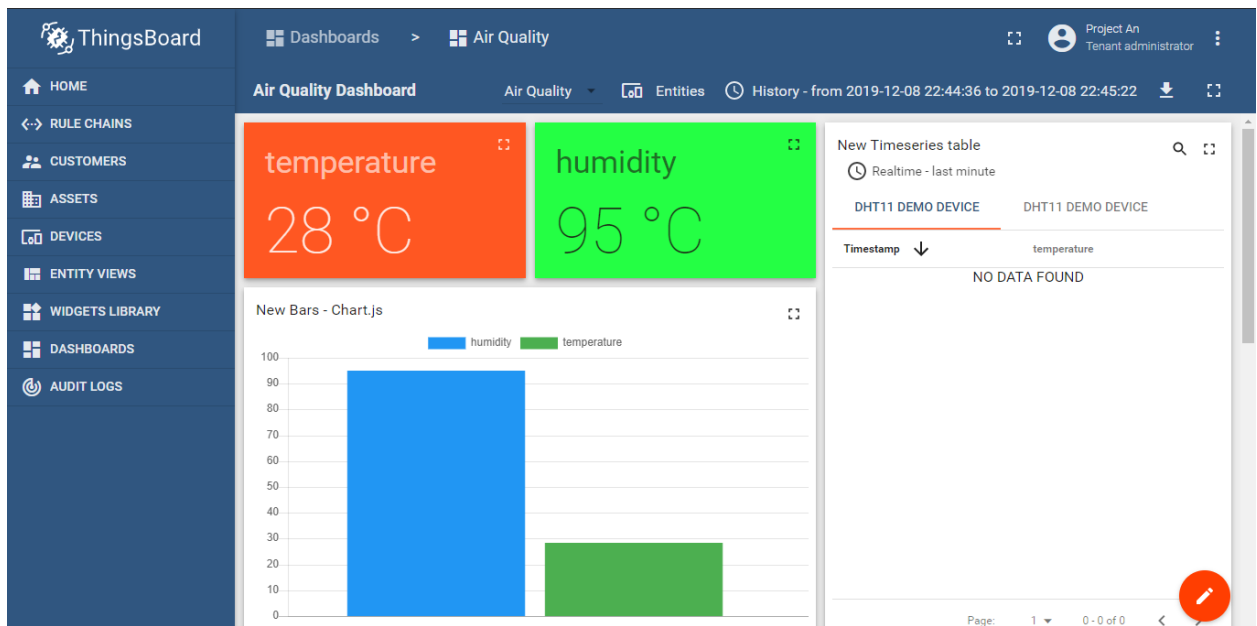 ThingsBoard
Dashboards > Air Quality
Project An
Tenant administrator
HOME
RULE CHAINS
CUSTOMERS
ASSETS
DEVICES
ENTITY VIEWS
WIDGETS LIBRARY
DASHBOARDS
AUDIT LOGS
Air Quality Dashboard
Air Quality
Entities
History - from 2019-12-08 22:44:36 to 2019-12-08 22:45:22
temperature
28 °C
humidity
95 °C
New Bars - Chart.js
humidity temperature
100
90
80
70
60
50
40
30
20
10
0
New Timeseries table
Realtime - last minute
DHT11 DEMO DEVICE DHT11 DEMO DEVICE
Timestamp temperature
NO DATA FOUND
Page: 1 0 - 0 of 0